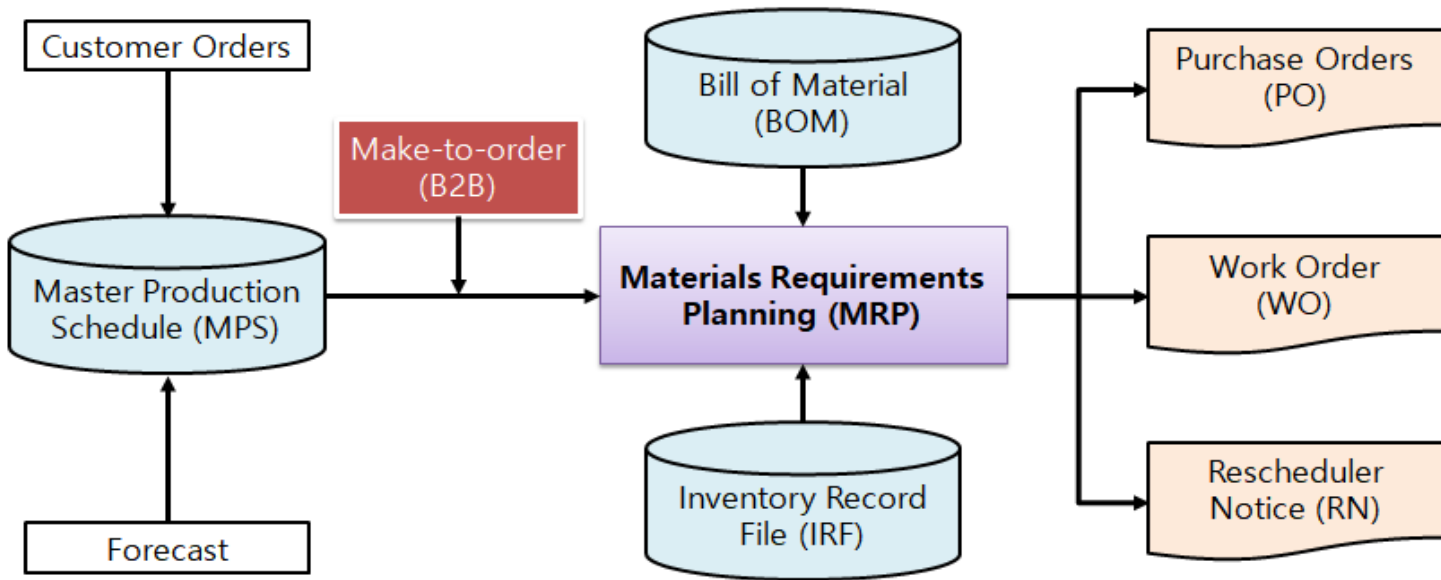 Customer Orders
Bill of Material
(BOM)
Purchase Orders
(PO)
Make-to-order
(B2B)
Master Production
Schedule (MPS)
Materials Requirements
Planning (MRP)
Work Order
(WO)
Forecast
Inventory Record
File (IRF)
Rescheduler
Notice (RN)